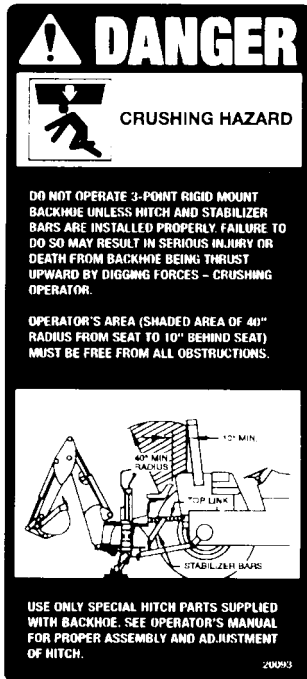 DANGER
CRUSHING HAZARD
DO NOT OPERATE 3-POINT RIGID MOUNT
BACKHOE UNLESS HITCH AND STABILIZER
BARS ARE INSTALLED PROPERLY. FAILURE TO
DO SO MAY RESULT IN SERIOUS INJURY OR
DEATH FROM BACKHOE BEING THRUST
UPWARD BY DIGGING FORCES – CRUSHING
OPERATOR.
OPERATOR'S AREA (SHADED AREA OF 40"
RADIUS FROM SEAT TO 10" BEHIND SEAT)
MUST BE FREE FROM ALL OBSTRUCTIONS.
10" MIN.
40" MIN.
RADIUS
TOP LINK
STABILIZER BARS
USE ONLY SPECIAL HITCH PARTS SUPPLIED
WITH BACKHOE. SEE OPERATOR'S MANUAL
FOR PROPER ASSEMBLY AND ADJUSTMENT
OF HITCH.
20093